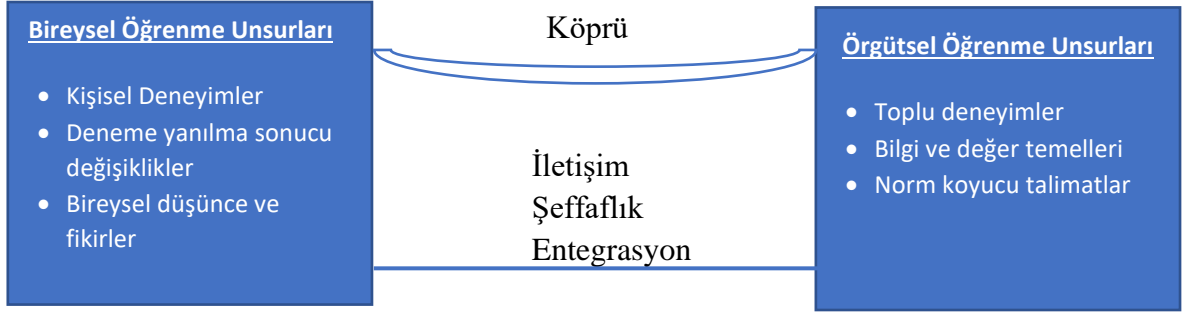 Bireysel Öğrenme Unsurları
• Kişisel Deneyimler
• Deneme yanılma sonucu
değişiklikler
• Bireysel düşünce ve
fikirler
Köprü
İletişim
Şeffaflık
Entegrasyon
Örgütsel Öğrenme Unsurları
• Toplu deneyimler
• Bilgi ve değer temelleri
• Norm koyucu talimatlar